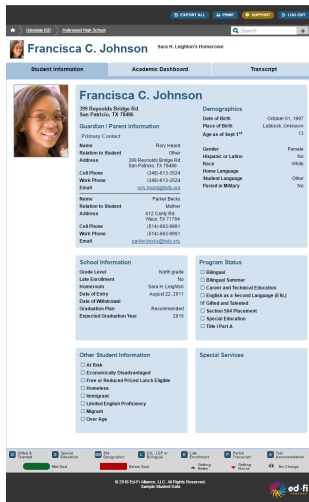 EXPORT ALL PRINT SUPPORT LOG OUT
Glendale ISD Hollywood High School Search
Francisca C. Johnson Sara H. Leighton's Homeroom
Student Information Academic Dashboard Transcript
Francisca C. Johnson
399 Reynolds Bridge Rd
San Patricio, TX 78406
Guardian / Parent Information
Primary Contact
Name Rory Heard
Relation to Student Other
Address 399 Reynolds Bridge Rd
San Patricio, TX 78406
Cell Phone (346)-613-3524
Work Phone (346)-613-3524
Email rory.heard@bds.org
Name Parker Becks
Relation to Student Mother
Address 612 Canty Rd
Waco, TX 71704
Cell Phone (514)-663-9991
Work Phone (514)-663-9991
Email parker.becks@bds.org
Demographics
Date of Birth October 01, 1997
Place of Birth Lubbock, Unknown
Age as of Sept 1st 13
Gender Female
Hispanic or Latino No
Race White
Home Language
Student Language Other
Parent in Military No
School Information
Grade Level Ninth grade
Late Enrollment No
Homeroom Sara H. Leighton
Date of Entry August 22, 2011
Date of Withdrawal
Graduation Plan Recommended
Expected Graduation Year 2015
Program Status
Bilingual
Bilingual Summer
Career and Technical Education
English as a Second Language (ESL)
Gifted and Talented
Section 504 Placement
Special Education
Title I Part A
Other Student Information
At Risk
Economically Disadvantaged
Free or Reduced Priced Lunch Eligible
Homeless
Immigrant
Limited English Proficiency
Migrant
Over Age
Special Services
Gifted & Talented
Special Education
504 Designation
ESL, LEP or Bilingual
Late Enrollment
Partial Transcript
Test Accommodation
Met Goal
Below Goal
Getting Better
Getting Worse
No Change
© 2016 Ed-Fi Alliance, LLC. All Rights Reserved.
Sample Student Data
ed-fi